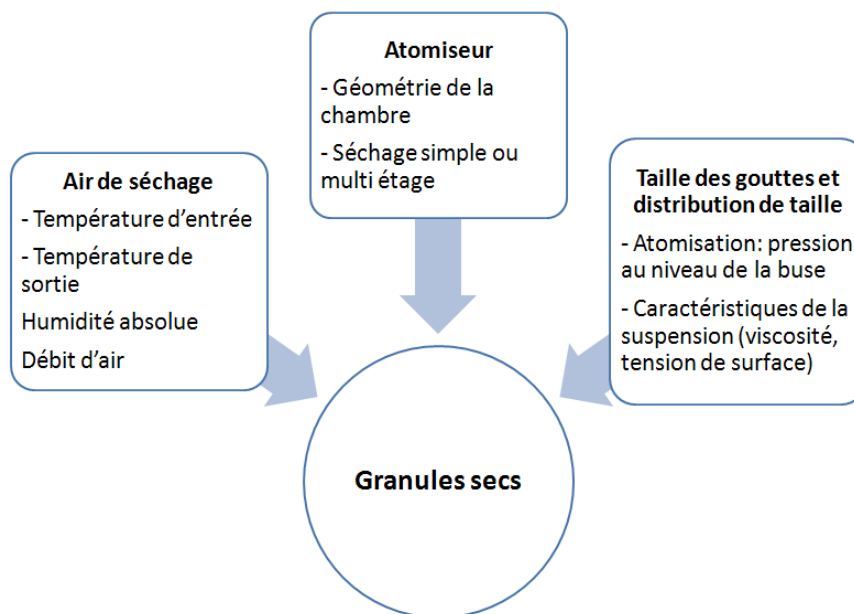 Atomiseur
- Géométrie de la
chambre
- Séchage simple ou
multi étage
Air de séchage
- Température d’entrée
- Température de
sortie
Humidité absolue
Débit d’air
Taille des gouttes et
distribution de taille
- Atomisation: pression
au niveau de la buse
- Caractéristiques de la
suspension (viscosité,
tension de surface)
Granules secs